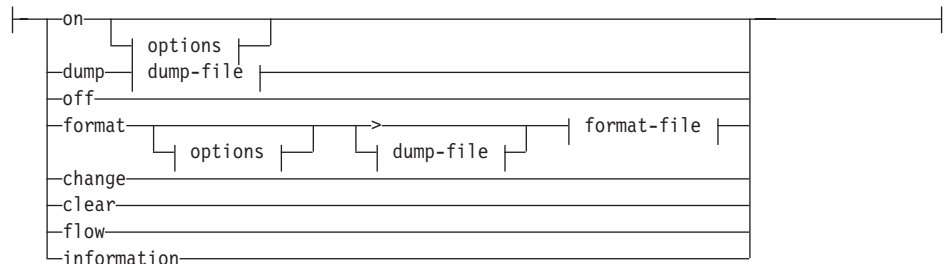 on
options
dump dump-file
off
format > format-file
options dump-file
change
clear
flow
information